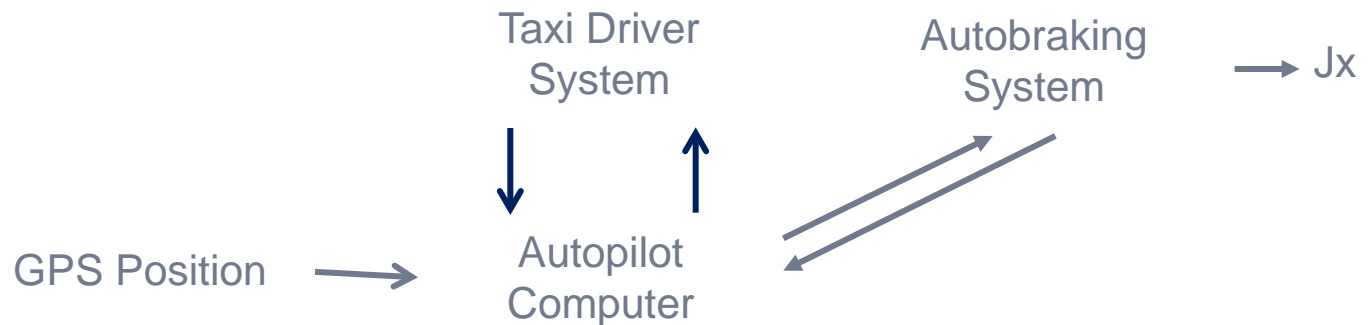 Taxi Driver
System
Autobraking
System
Jx
GPS Position
Autopilot
Computer